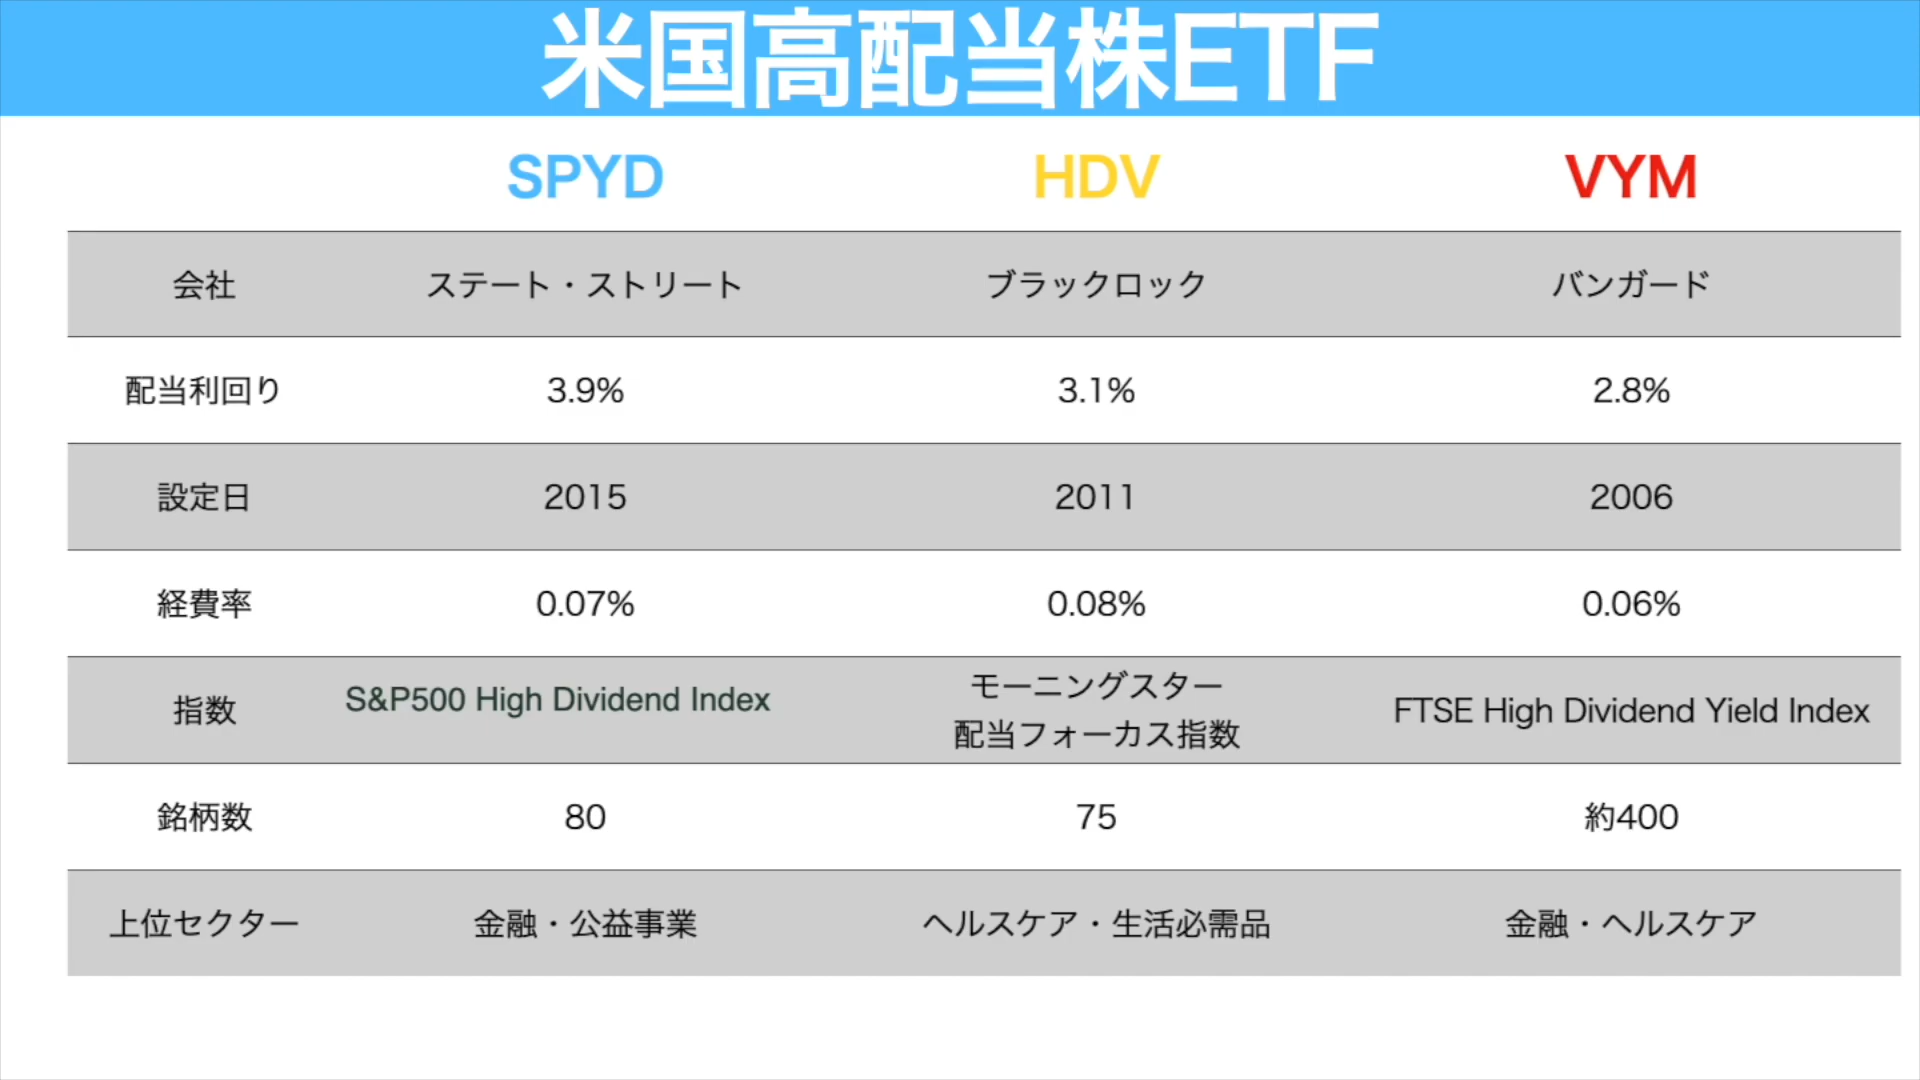 米国高配当株ETF
SPYD HDV VYM
会社 ステート・ストリート ブラックロック バンガード
配当利回り 3.9% 3.1% 2.8%
設定日 2015 2011 2006
経費率 0.07% 0.08% 0.06%
指数 S&P500 High Dividend Index モーニングスター
配当フォーカス指数 FTSE High Dividend Yield Index
銘柄数 80 75 約400
上位セクター 金融・公益事業 ヘルスケア・生活必需品 金融・ヘルスケア